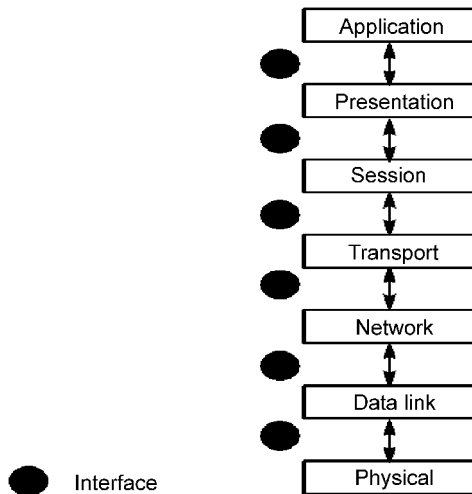 Application
Presentation
Session
Transport
Network
Data link
Interface
Physical